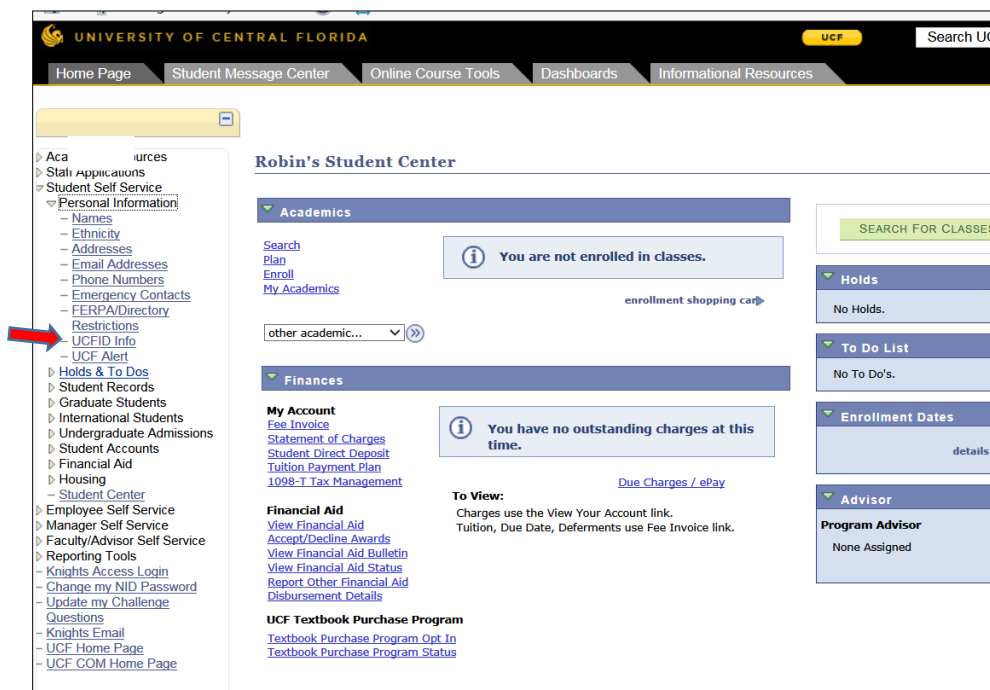 UNIVERSITY OF CENTRAL FLORIDA
UCF
Search UC
Home Page
Student Message Center
Online Course Tools
Dashboards
Informational Resources
Aca urces
Staff Applications
Student Self Service
Personal Information
Names
Ethnicity
Addresses
Email Addresses
Phone Numbers
Emergency Contacts
FERPA/Directory
Restrictions
UCFID Info
UCF Alert
Holds & To Dos
Student Records
Graduate Students
International Students
Undergraduate Admissions
Student Accounts
Financial Aid
Housing
Student Center
Employee Self Service
Manager Self Service
Faculty/Advisor Self Service
Reporting Tools
Knights Access Login
Change my NID Password
Update my Challenge
Questions
Knights Email
UCF Home Page
UCF COM Home Page
Robin's Student Center
Academics
Search
Plan
Enroll
My Academics
You are not enrolled in classes.
enrollment shopping car
other academic...
Finances
My Account
Fee Invoice
Statement of Charges
Student Direct Deposit
Tuition Payment Plan
1098-T Tax Management
You have no outstanding charges at this
time.
Due Charges / ePay
To View:
Charges use the View Your Account link.
Tuition, Due Date, Deferments use Fee Invoice link.
Financial Aid
View Financial Aid
Accept/Decline Awards
View Financial Aid Bulletin
View Financial Aid Status
Report Other Financial Aid
Disbursement Details
UCF Textbook Purchase Program
Textbook Purchase Program Opt In
Textbook Purchase Program Status
SEARCH FOR CLASSES
Holds
No Holds.
To Do List
No To Do's.
Enrollment Dates
details
Advisor
Program Advisor
None Assigned